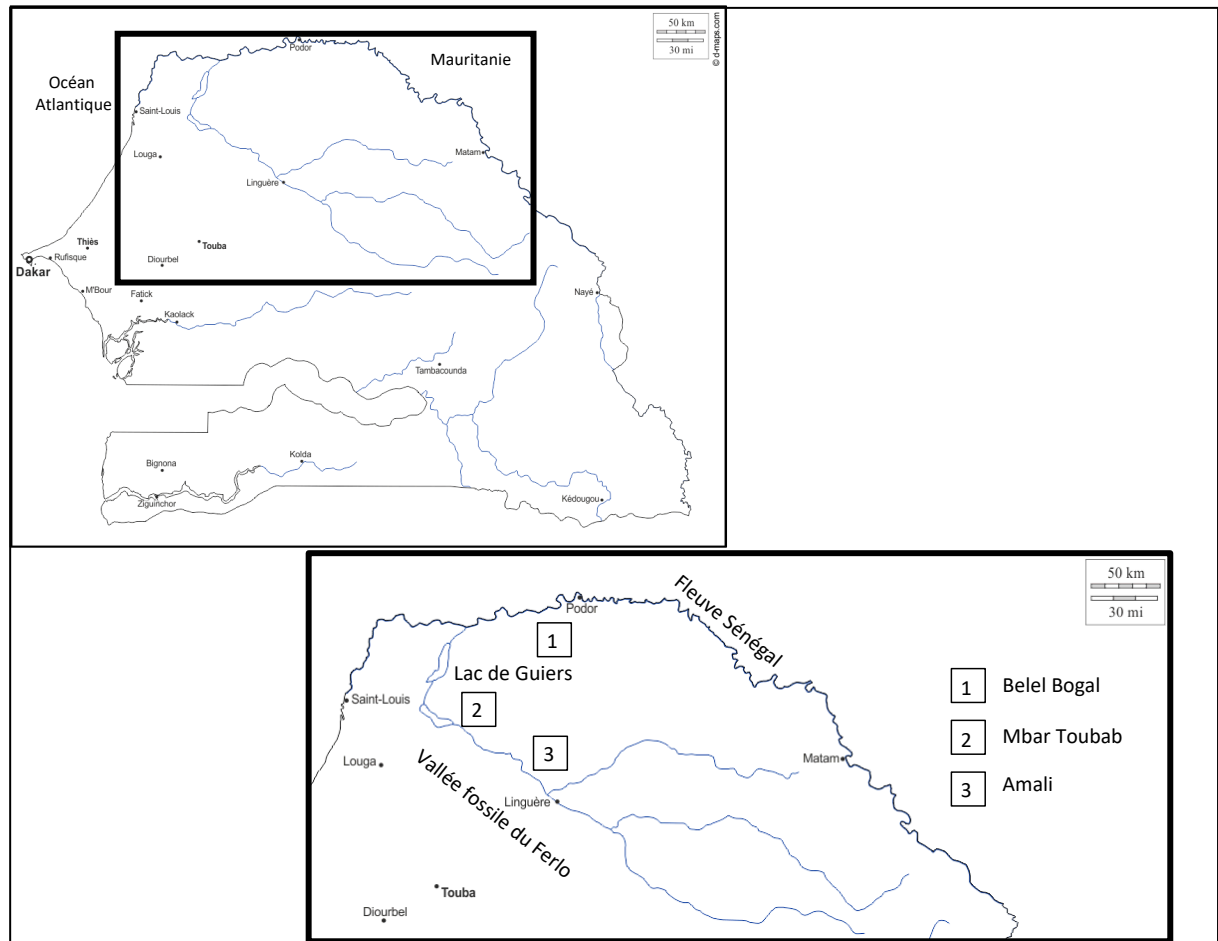 50 km
30 mi
© d-maps.com
Podor
Mauritanie
Océan
Atlantique
Saint-Louis
Louga
Matam
Linguère
Touba
Thiès
Rufisque
Dakar
Diourbel
M'Bour
Fatick
Nayé
Kaolack
Tambacounda
Bignona
Kolda
Ziguinchor
Kédougou
50 km
30 mi
Podor
Fleuve Sénégal
1
Lac de Guiers
1 Belel Bogal
Saint-Louis
2
2 Mbar Toubab
3
Louga
Matam
3 Amali
Vallée fossile du Ferlo
Linguère
Touba
Diourbel